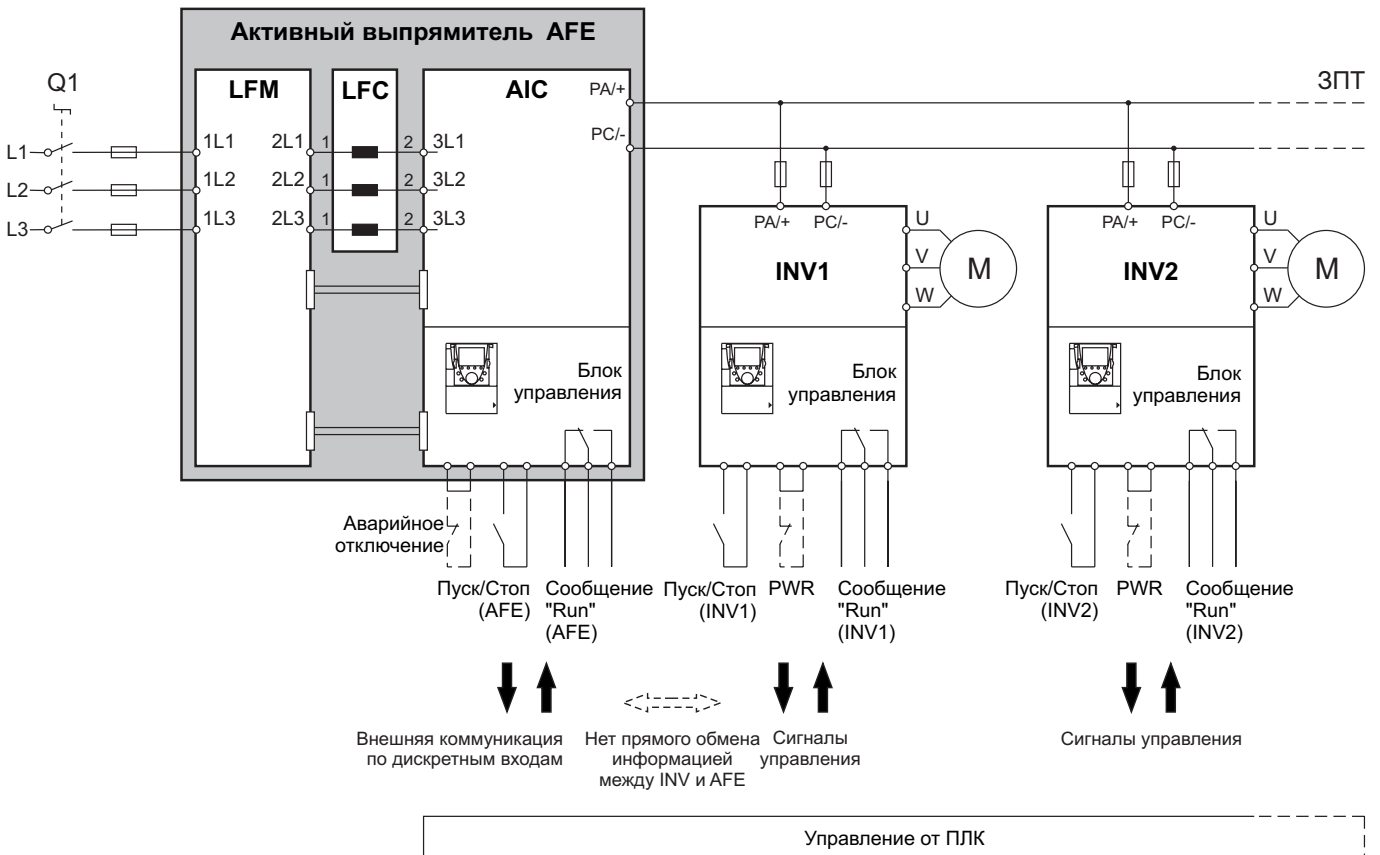 Активный выпрямитель AFE
Q1
LFM
LFC
AIC
PA/+
PC/-
ЗПТ
L1
1L1
2L1
1
2
3L1
L2
1L2
2L2
1
2
3L2
L3
1L3
2L3
1
2
3L3
PA/+
PC/-
U
V
W
INV1
M
PA/+
PC/-
U
V
W
INV2
M
Блок
управления
Блок
управления
Блок
управления
Аварийное
отключение
Пуск/Стоп
(AFE)
Сообщение
"Run"
(AFE)
Пуск/Стоп
(INV1)
PWR
Сообщение
"Run"
(INV1)
Пуск/Стоп
(INV2)
PWR
Сообщение
"Run"
(INV2)
Внешняя коммуникация
по дискретным входам
Нет прямого обмена
информацией
между INV и AFE
Сигналы
управления
Сигналы управления
Управление от ПЛК